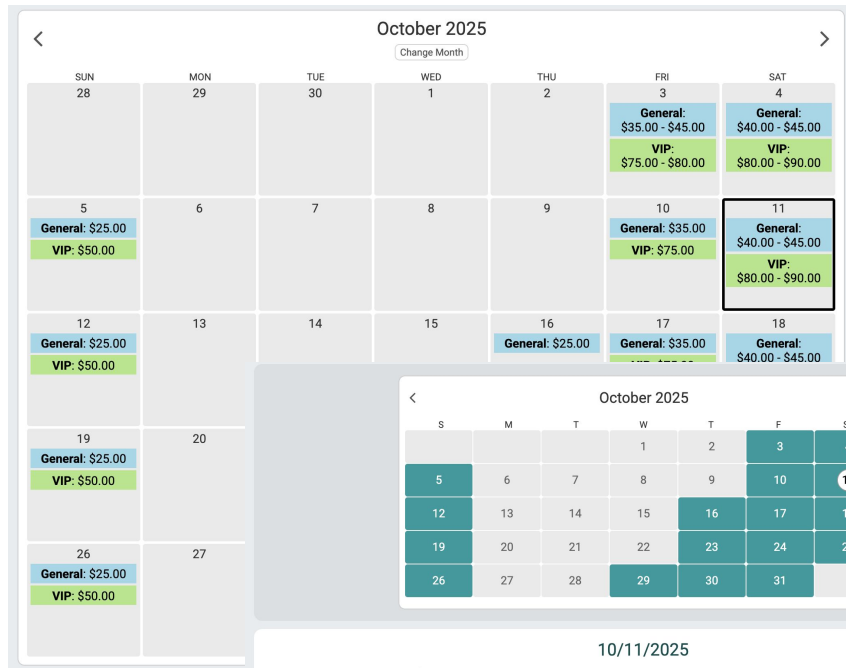 October 2025
Change Month
SUN MON TUE WED THU FRI SAT
28 29 30 1 2 3 4
General: General:
$35.00 - $45.00 $40.00 - $45.00
VIP: VIP:
$75.00 - $80.00 $80.00 - $90.00
5 6 7 8 9 10 11
General: $25.00 General: $35.00 General:
$40.00 - $45.00
VIP: $50.00 VIP: $75.00 VIP:
$80.00 - $90.00
12 13 14 15 16 17 18
General: $25.00 General: $25.00 General: $35.00 General:
$40.00 - $45.00
VIP: $50.00
19 20
General: $25.00
VIP: $50.00
26 27
General: $25.00
VIP: $50.00
October 2025
S M T W T F S
1 2 3
5 6 7 8 9 10
12 13 14 15 16 17
19 20 21 22 23 24
26 27 28 29 30 31
10/11/2025